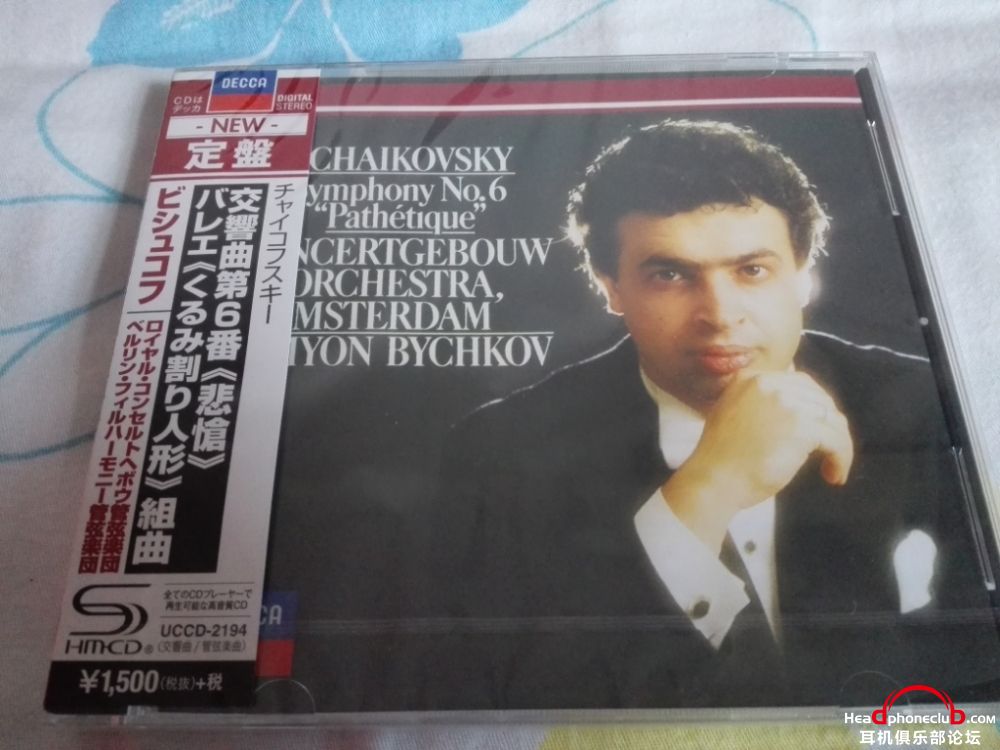 CDは
デッカ
DECCA
DIGITAL
STEREO
- NEW -
定盤
チャイコフスキー
交響曲第6番《悲愴》
バレエ《くるみ割り人形》組曲
ビシュコフ
ロイヤル・コンセルトヘボウ管弦楽団
ベルリン・フィルハーモニー管弦楽団
SHM-CD®
全てのCDプレーヤーで
再生可能な高音質CD
UCCD-2194
(交響曲/管弦楽曲)
¥1,500(税抜)+税
CHAIKOVSKY
ymphony No. 6
“Pathétique”
NCERTGEBOUW
ORCHESTRA,
MSTERDAM
MYON BYCHKOV
CCA
Headphoneclub.com
耳机俱乐部论坛